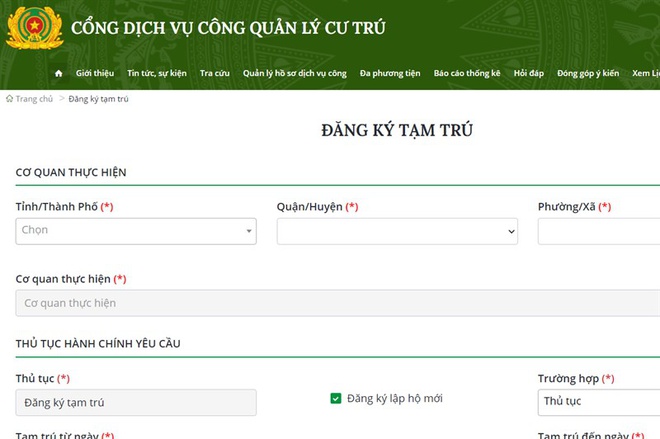 CỔNG DỊCH VỤ CÔNG QUẢN LÝ CƯ TRÚ
Giới thiệu Tin tức, sự kiện Tra cứu Quản lý hồ sơ dịch vụ công Đa phương tiện Báo cáo thống kê Hỏi đáp Đóng góp ý kiến Xem Lị
Trang chủ > Đăng ký tạm trú
ĐĂNG KÝ TẠM TRÚ
CƠ QUAN THỰC HIỆN
Tỉnh/Thành Phố (*) Quận/Huyện (*) Phường/Xã (*)
Chọn
Cơ quan thực hiện (*)
Cơ quan thực hiện
THỦ TỤC HÀNH CHÍNH YÊU CẦU
Thủ tục (*) Trường hợp (*)
Đăng ký tạm trú Đăng ký lập hộ mới Thủ tục
Tạm trú từ ngày (*) Tạm trú đến ngày (*)